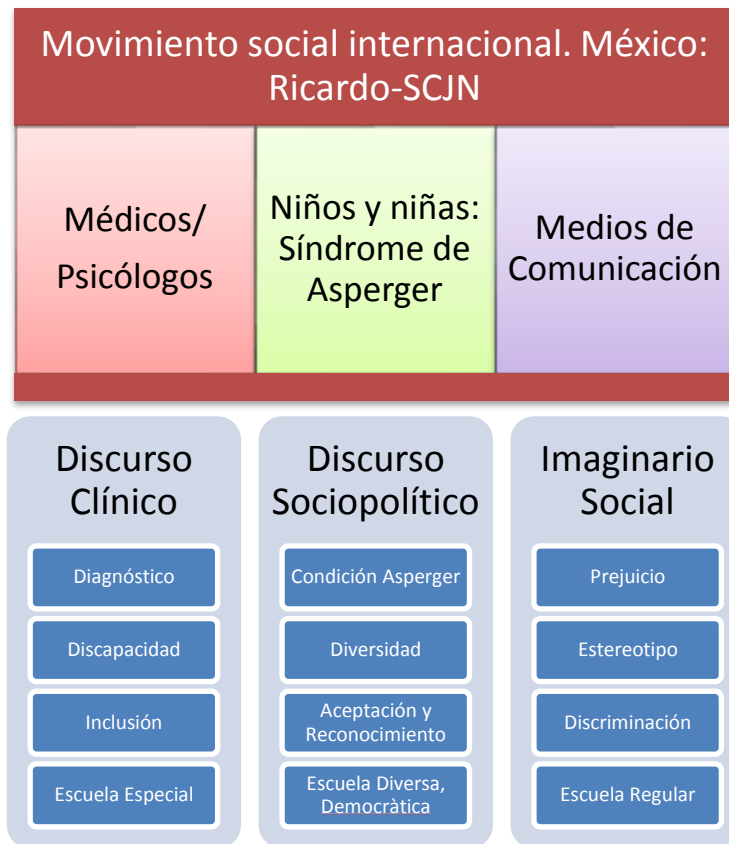 Movimiento social internacional. México:
Ricardo-SCJN
Médicos/
Psicólogos
Niños y niñas:
Síndrome de
Asperger
Medios de
Comunicación
Discurso
Clínico
Diagnóstico
Discapacidad
Inclusión
Escuela Especial
Discurso
Sociopolítico
Condición Asperger
Diversidad
Aceptación y
Reconocimiento
Escuela Diversa,
Democràtica
Imaginario
Social
Prejuicio
Estereotipo
Discriminación
Escuela Regular